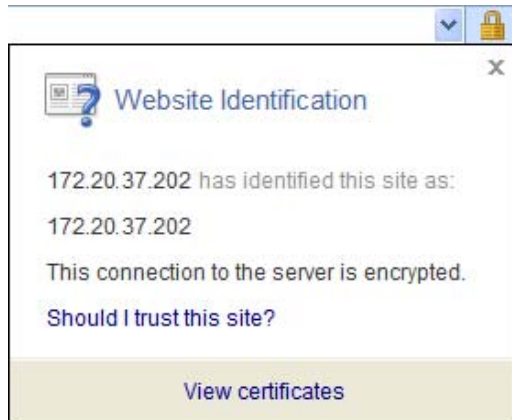 Website Identification
172.20.37.202 has identified this site as:
172.20.37.202
This connection to the server is encrypted.
Should I trust this site?
View certificates